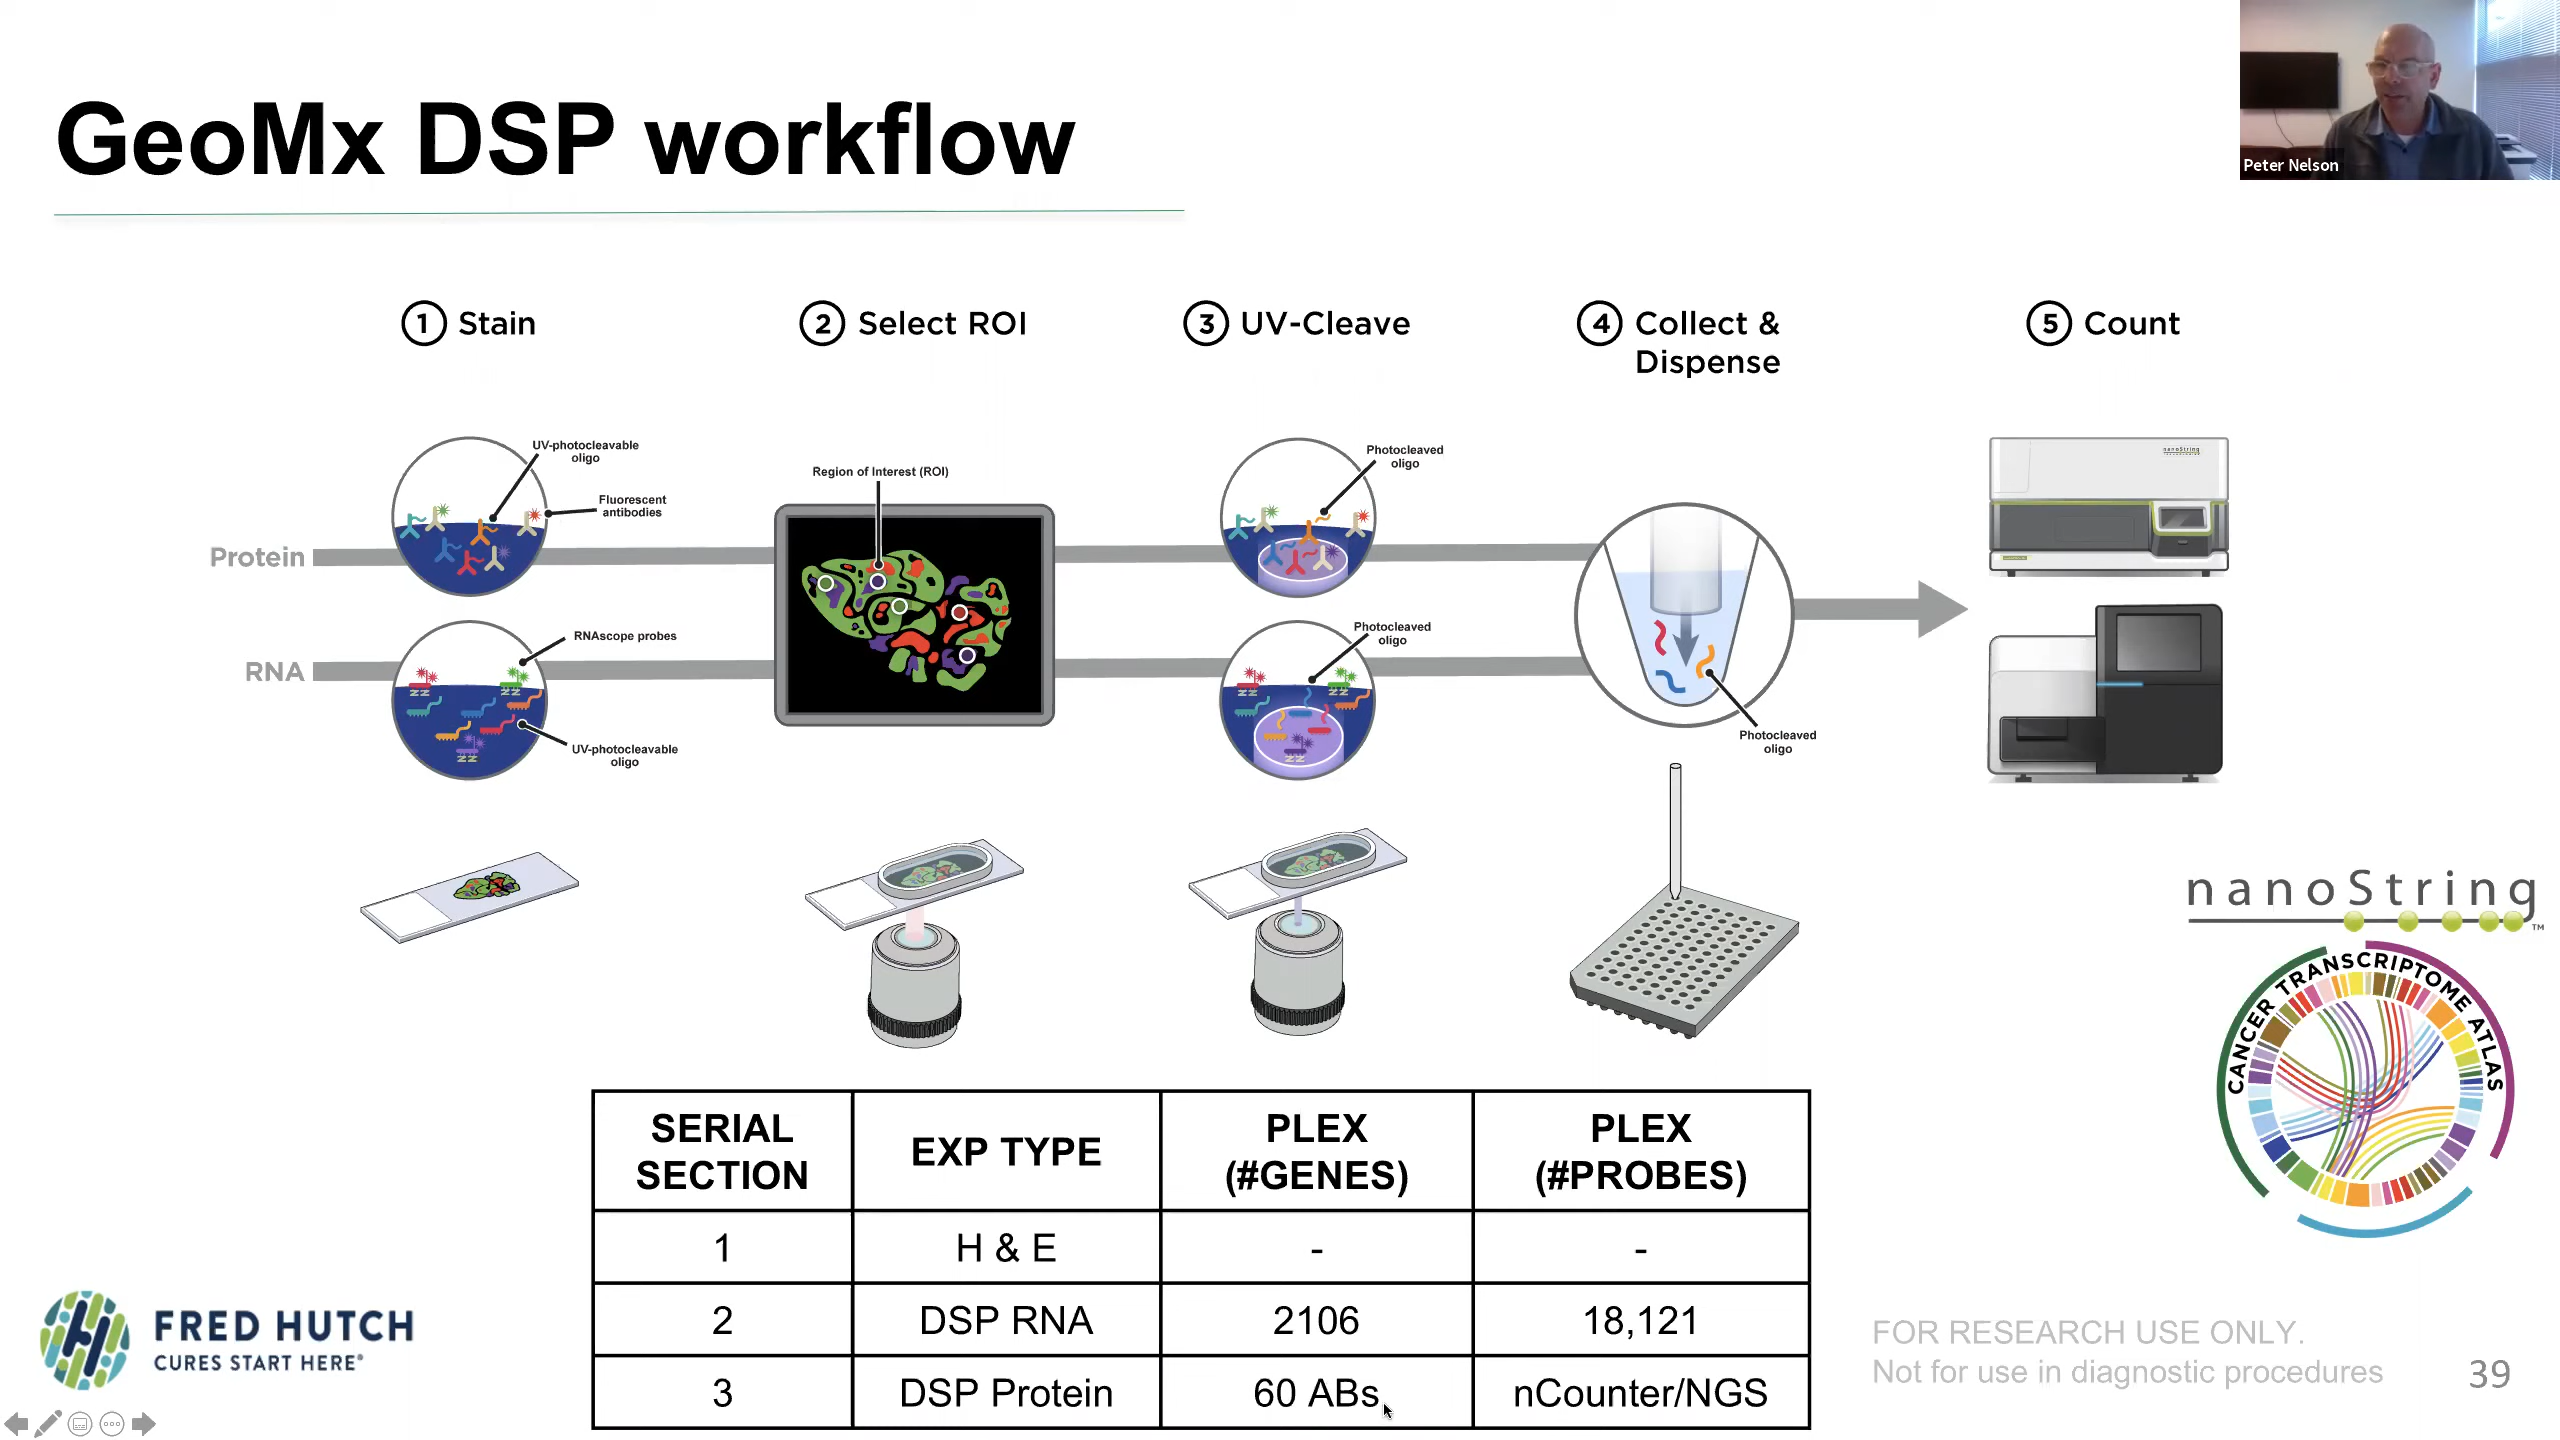 GeoMx DSP workflow
Peter Nelson
1 Stain
2 Select ROI
3 UV-Cleave
4 Collect &
Dispense
5 Count
UV-photocleavable
oligo
Fluorescent
antibodies
Region of Interest (ROI)
Photocleaved
oligo
nanoString
Protein
RNA
RNAscope probes
UV-photocleavable
oligo
Photocleaved
oligo
Photocleaved
oligo
nanoString™
CANCER TRANSCRIPTOME ATLAS
SERIAL SECTION | EXP TYPE | PLEX (#GENES) | PLEX (#PROBES)
1 | H & E | - | -
2 | DSP RNA | 2106 | 18,121
3 | DSP Protein | 60 ABs | nCounter/NGS
FRED HUTCH
CURES START HERE®
FOR RESEARCH USE ONLY.
Not for use in diagnostic procedures
39